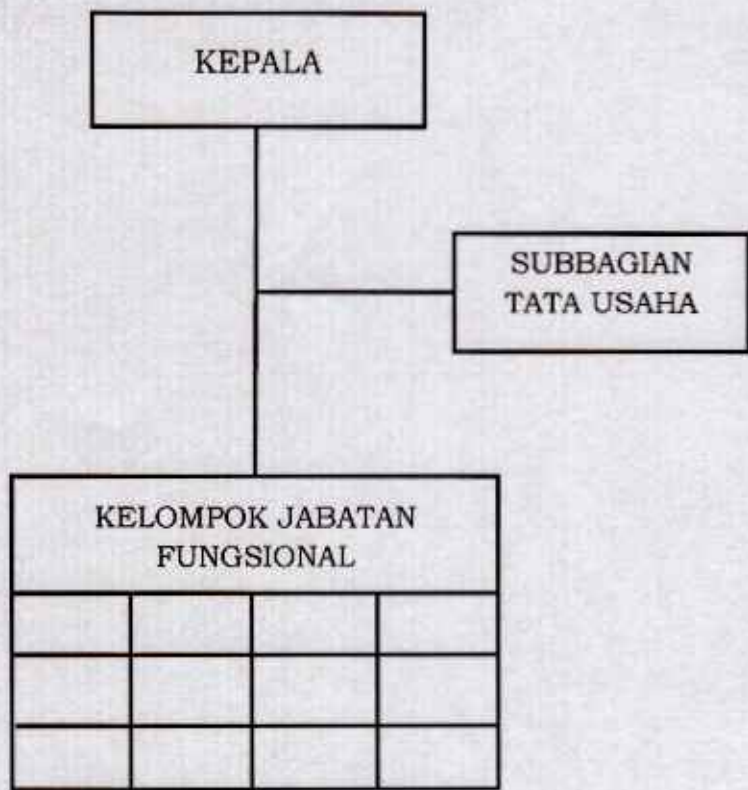 KEPALA
SUBBAGIAN
TATA USAHA
KELOMPOK JABATAN
FUNGSIONAL